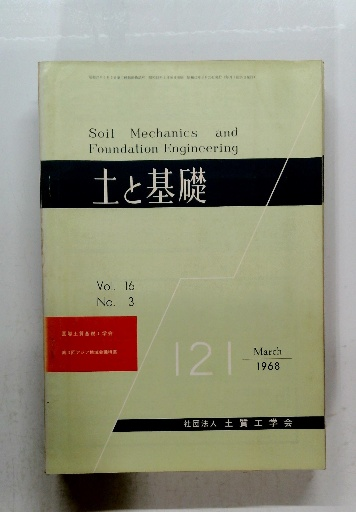 Soil Mechanics and
Foundation Engineering
土と基礎
Vol. 16
No. 3
121
March
1968
社団法人 土質工学会